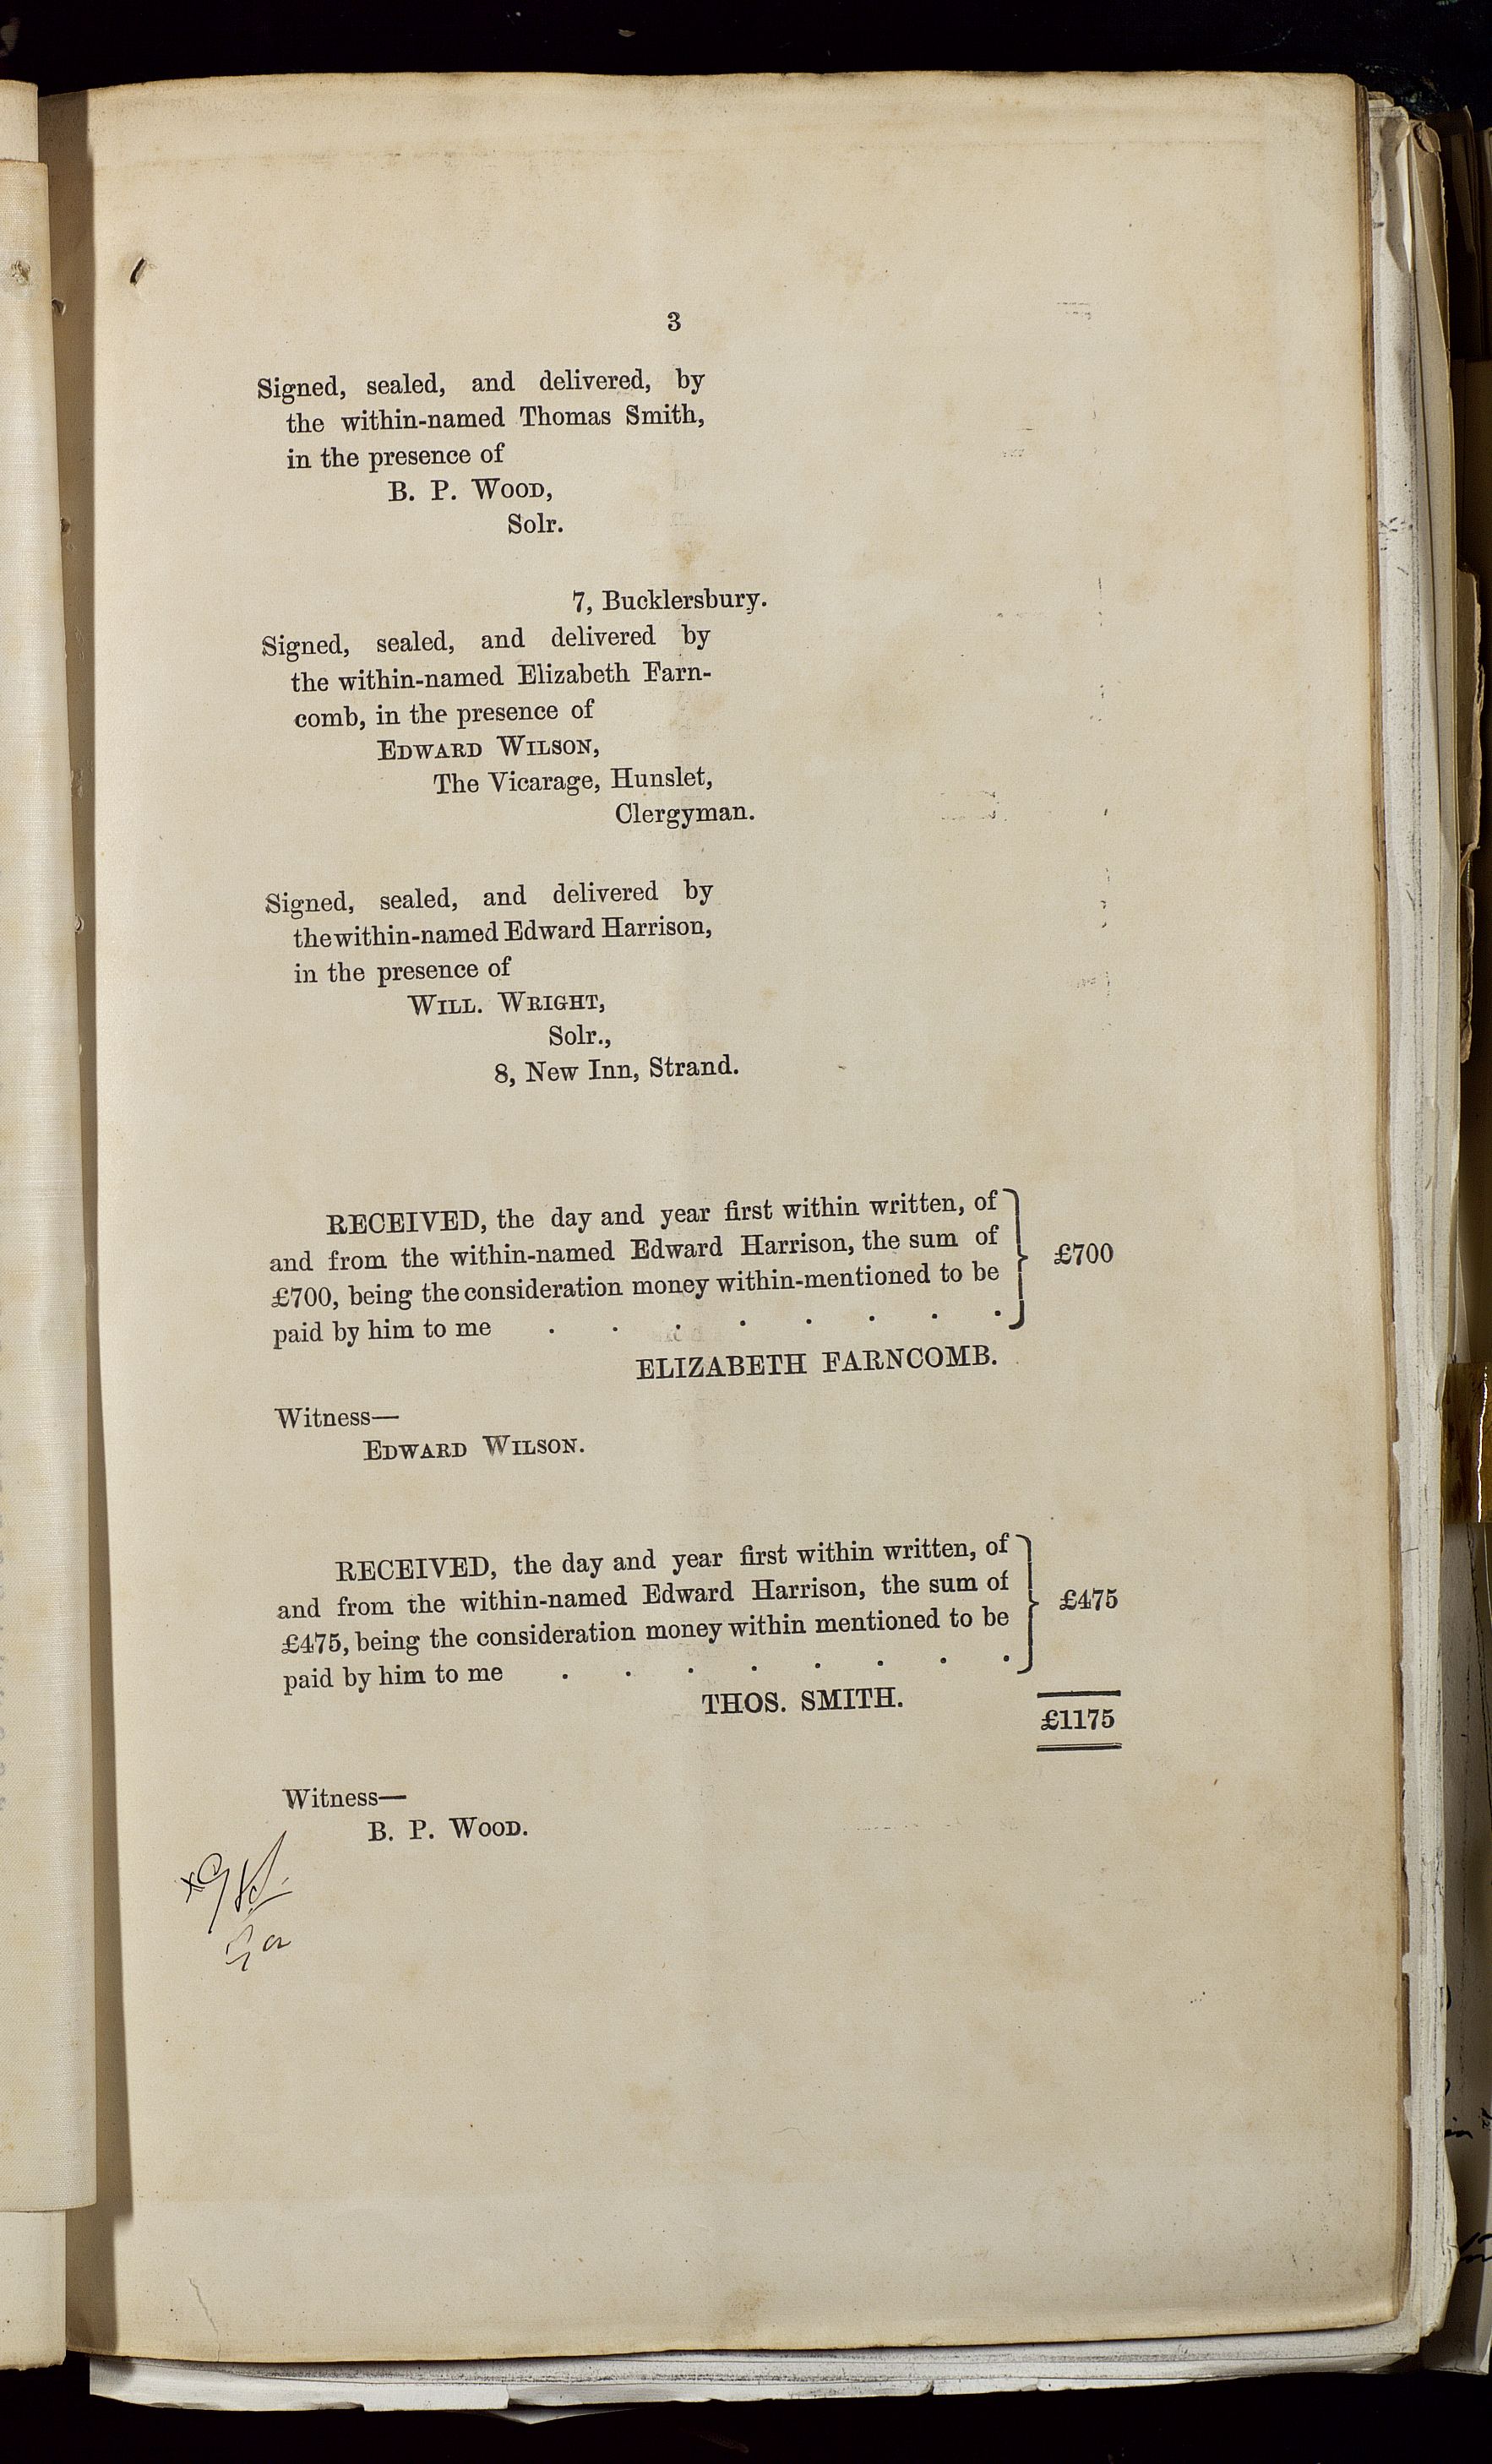 3
Signed, sealed, and delivered, by
the within-named Thomas Smith,
in the presence of
B. P. WOOD,
Solr.
7, Bucklersbury.
Signed, sealed, and delivered by
the within-named Elizabeth Farn-
comb, in the presence of
EDWARD WILSON,
The Vicarage, Hunslet,
Clergyman.
Signed, sealed, and delivered by
the within-named Edward Harrison,
in the presence of
WILL. WRIGHT,
Solr.,
8, New Inn, Strand.
RECEIVED, the day and year first within written, of
and from the within-named Edward Harrison, the sum of
£700, being the consideration money within-mentioned to be
paid by him to me . . . . . . . .
£700
ELIZABETH FARNCOMB.
Witness—
EDWARD WILSON.
RECEIVED, the day and year first within written, of
and from the within-named Edward Harrison, the sum of
£475, being the consideration money within mentioned to be
paid by him to me . . . . . . . .
£475
THOS. SMITH.
£1175
Witness—
B. P. WOOD.